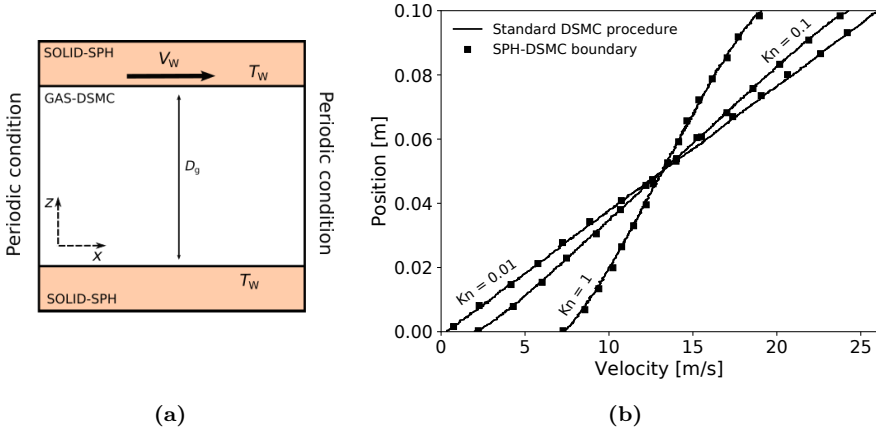 SOLID-SPH
V_W
T_W
GAS-DSMC
Periodic condition
Periodic condition
D_g
z
x
T_W
SOLID-SPH
(a)
Standard DSMC procedure
SPH-DSMC boundary
Kn = 0.1
Kn = 0.01
Kn = 1
Position [m]
0.10
0.08
0.06
0.04
0.02
0.00
0 5 10 15 20 25
Velocity [m/s]
(b)